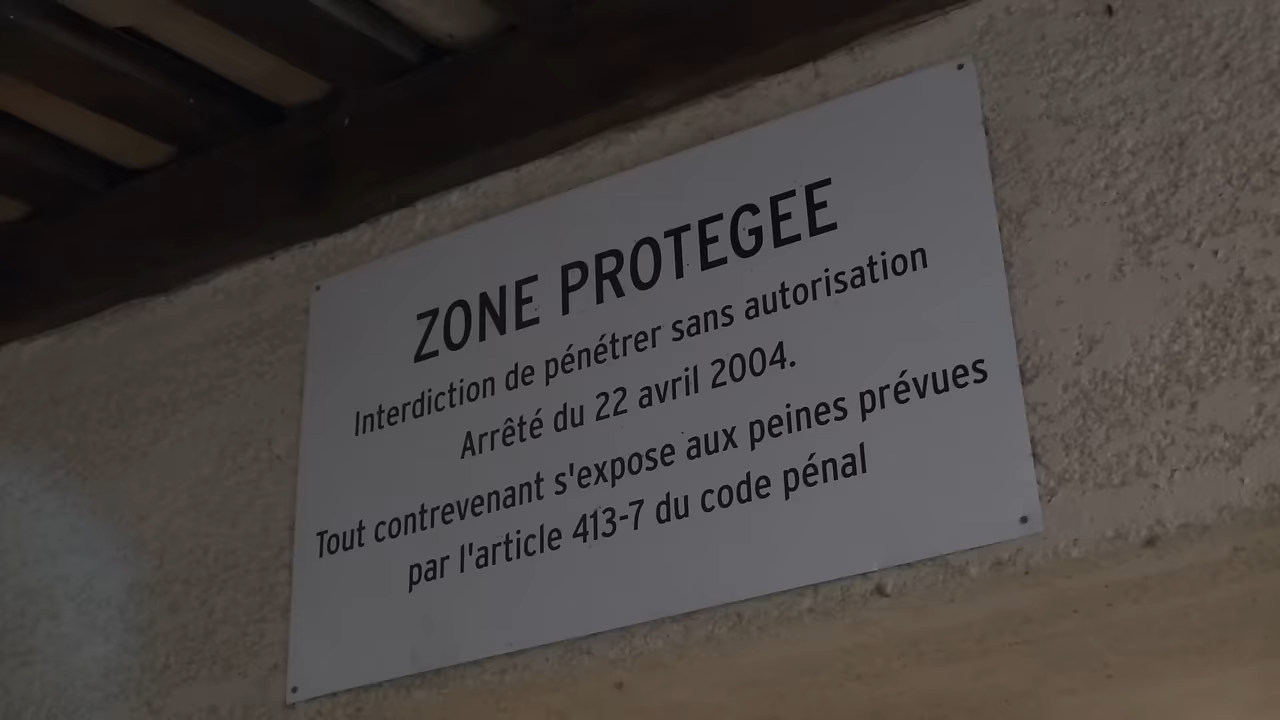 ZONE PROTEGEE
Interdiction de pénétrer sans autorisation
Arrêté du 22 avril 2004.
Tout contrevenant s'expose aux peines prévues
par l'article 413-7 du code pénal